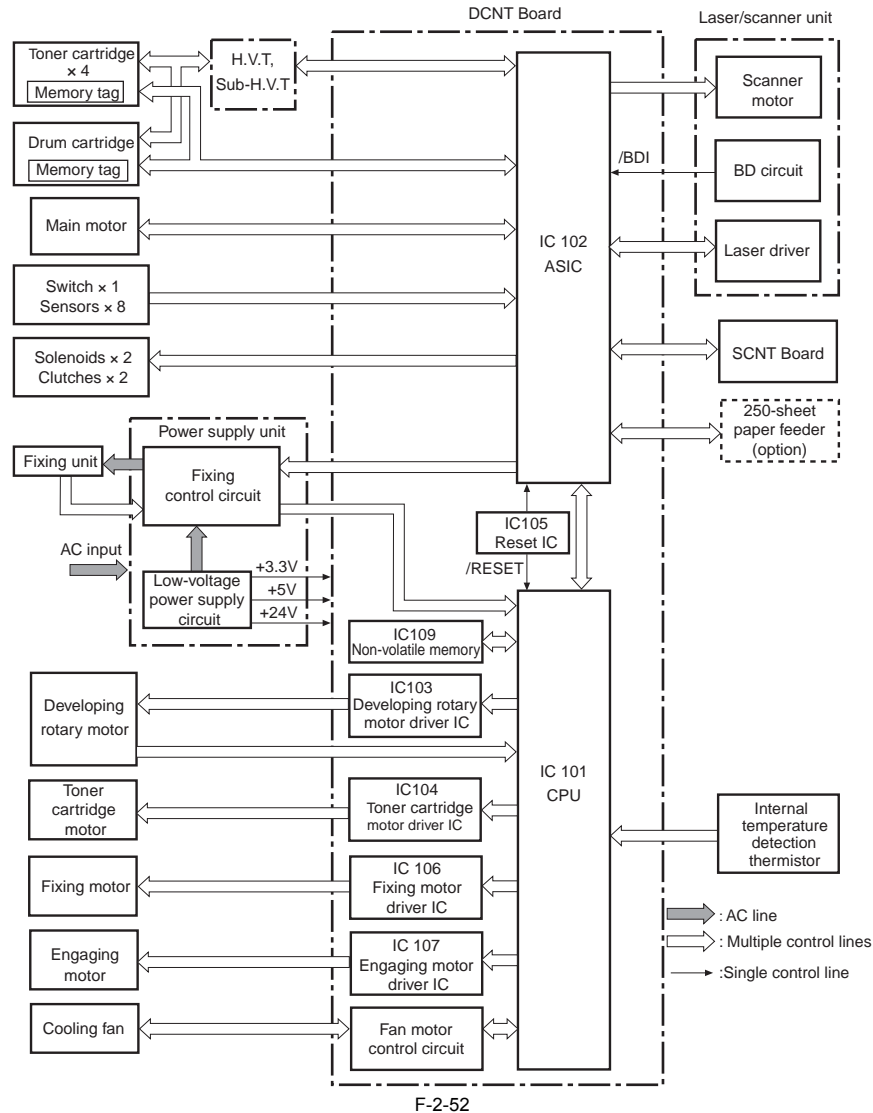 DCNT Board
Laser/scanner unit
Toner cartridge
× 4
Memory tag
H.V.T,
Sub-H.V.T
Scanner
motor
Drum cartridge
Memory tag
/BDI
BD circuit
Main motor
IC 102
ASIC
Laser driver
Switch × 1
Sensors × 8
Solenoids × 2
Clutches × 2
SCNT Board
250-sheet
paper feeder
(option)
Power supply unit
Fixing unit
Fixing
control circuit
IC105
Reset IC
AC input
/RESET
Low-voltage
power supply
circuit
+3.3V
+5V
+24V
IC109
Non-volatile memory
IC103
Developing rotary
motor driver IC
Developing
rotary motor
IC 101
CPU
Toner
cartridge
motor
IC104
Toner cartridge
motor driver IC
Internal
temperature
detection
thermistor
Fixing motor
IC 106
Fixing motor
driver IC
: AC line
: Multiple control lines
:Single control line
Engaging
motor
IC 107
Engaging motor
driver IC
Cooling fan
Fan motor
control circuit
F-2-52